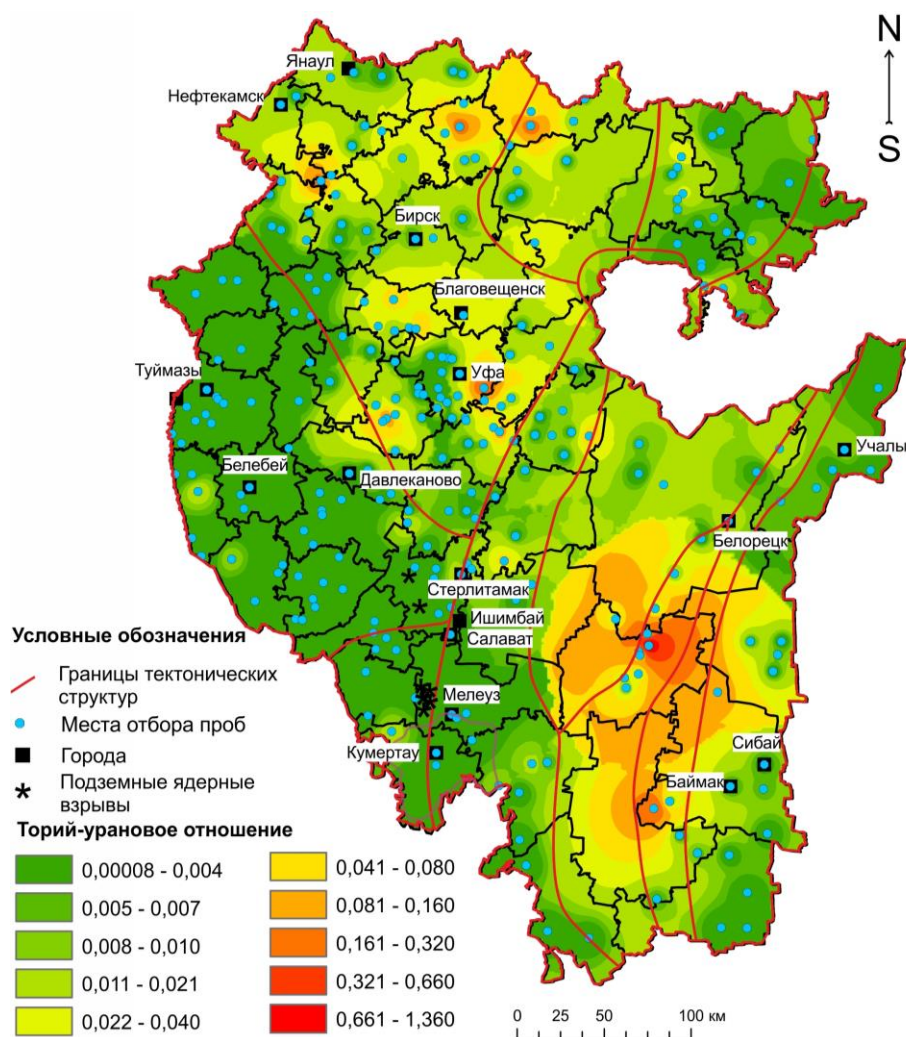 N
S
Янаул
Нефтекамск
Бирск
Благовещенск
Туймазы
Уфа
Учалы
Белебей
Давлеканово
Белорецк
Стерлитамак
Ишимбай
Салават
Мелеуз
Кумертау
Сибай
Баймак
Условные обозначения
Границы тектонических
структур
Места отбора проб
Города
Подземные ядерные
взрывы
Торий-урановое отношение
0,00008 - 0,004
0,005 - 0,007
0,008 - 0,010
0,011 - 0,021
0,022 - 0,040
0,041 - 0,080
0,081 - 0,160
0,161 - 0,320
0,321 - 0,660
0,661 - 1,360
0 25 50 100 км